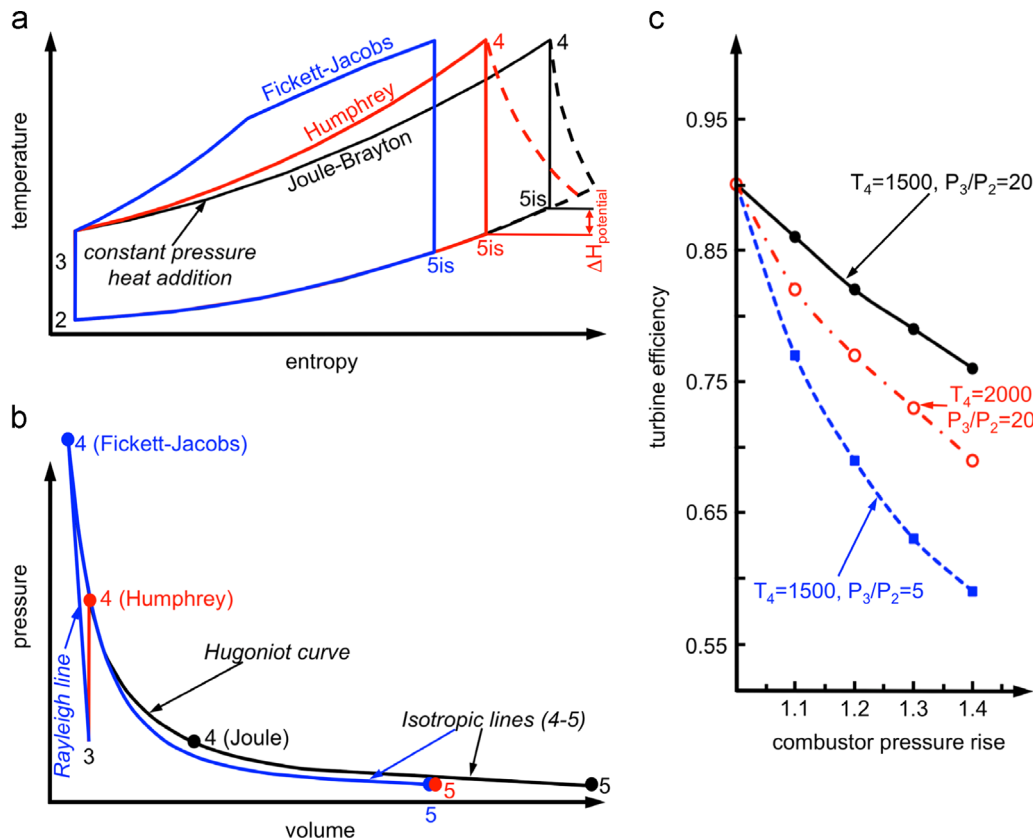 a
temperature
entropy
Fickett-Jacobs
Humphrey
Joule-Brayton
constant pressure
heat addition
4
4
3
2
5is
5is
5is
ΔHpotential
b
pressure
volume
4 (Fickett-Jacobs)
4 (Humphrey)
Rayleigh line
Hugoniot curve
3
4 (Joule)
Isotropic lines (4-5)
5
5
5
c
turbine efficiency
combustor pressure rise
0.95
0.85
0.75
0.65
0.55
1.1
1.2
1.3
1.4
T4=1500, P3/P2=20
T4=2000
P3/P2=20
T4=1500, P3/P2=5